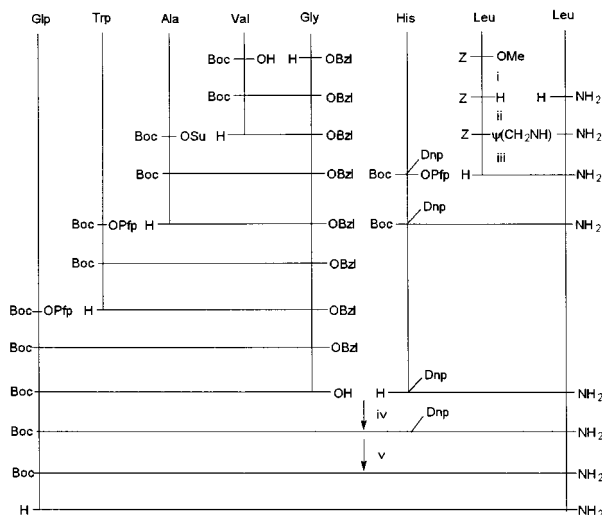 Glp Trp Ala Val Gly His Leu Leu
Boc OH H OBzl Z OMe
i
Boc OBzl Z H H NH2
ii
Boc OSu H OBzl Z ψ(CH2NH) NH2
iii
Boc OBzl Boc Dnp OPfp H NH2
Boc OPfp H OBzl Boc Dnp NH2
Boc OBzl
Boc OPfp H OBzl
Boc OBzl
Boc OH H Dnp NH2
iv
Boc Dnp NH2
v
Boc NH2
H NH2